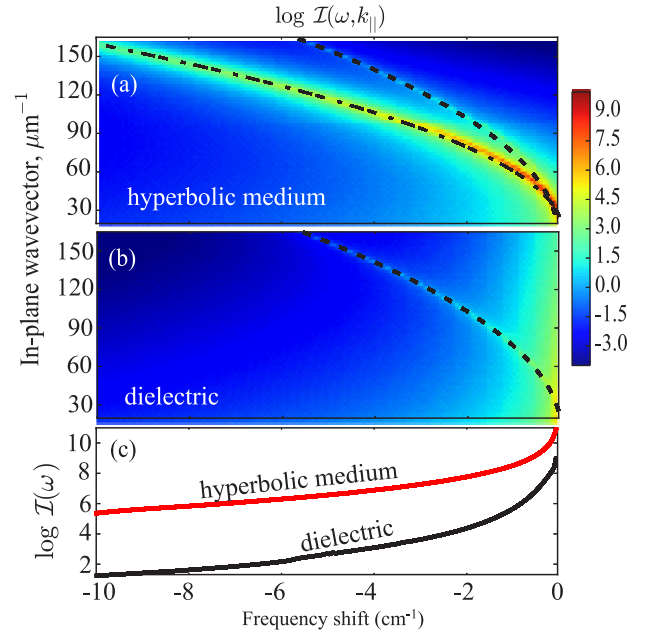 log I(ω,k||)
In-plane wavevector, μm⁻¹
150
120
90
60
30
(a)
hyperbolic medium
9.0
7.5
6.0
4.5
3.0
1.5
0.0
-1.5
-3.0
150
120
90
60
30
(b)
dielectric
log I(ω)
10
8
6
4
2
(c)
hyperbolic medium
dielectric
-10
-8
-6
-4
-2
0
Frequency shift (cm⁻¹)